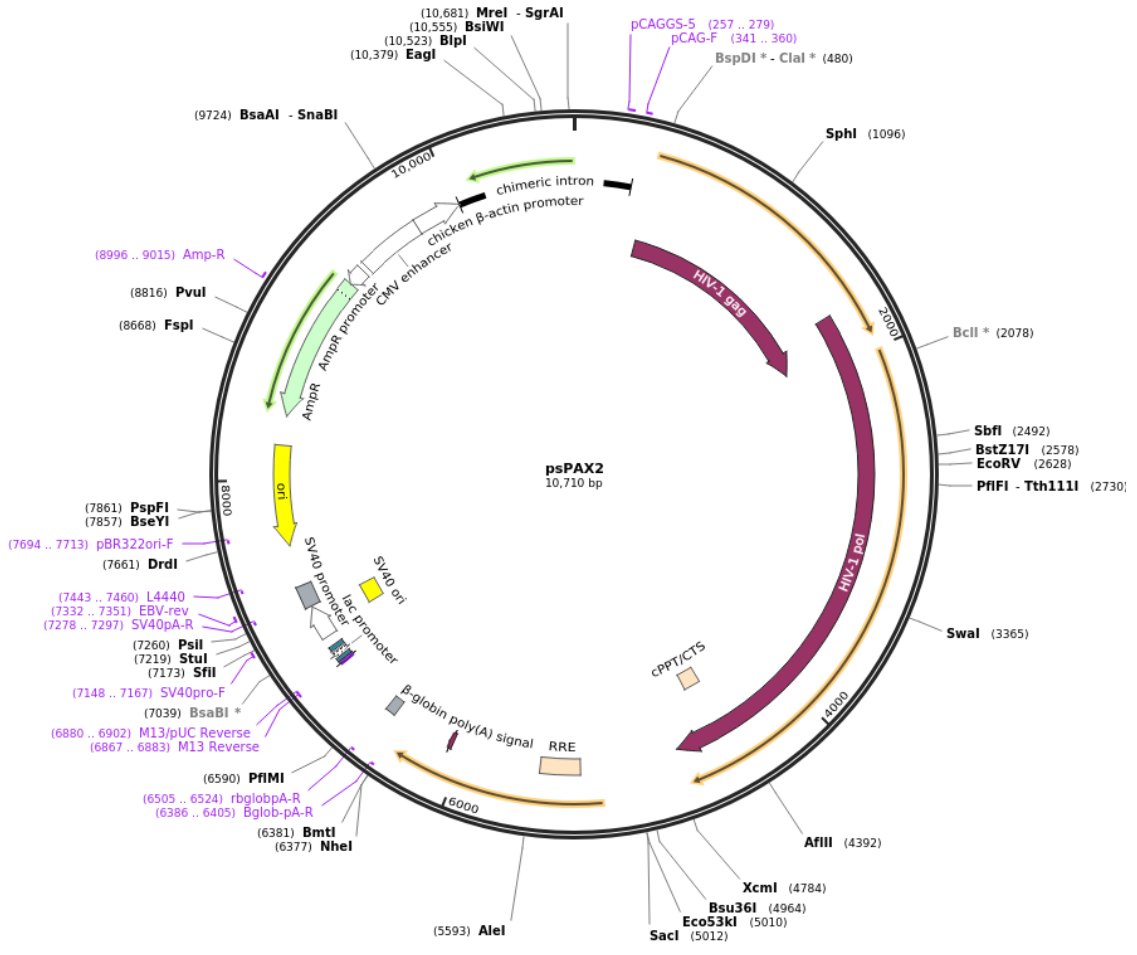 (10,681) MreI - SgrAI
(10,555) BsiWI
(10,523) BlpI
(10,379) EagI
pCAGGS-5 (257 .. 279)
pCAG-F (341 .. 360)
BspDI * - ClaI * (480)
SphI (1096)
BclI * (2078)
SbfI (2492)
BstZ17I (2578)
EcoRV (2628)
PflFI - Tth111I (2730)
SwaI (3365)
AflII (4392)
XcmI (4784)
Bsu36I (4964)
Eco53kI (5010)
SacI (5012)
(5593) AleI
(6377) NheI
(6381) BmtI
(6386 .. 6405) Bglob-pA-R
(6505 .. 6524) rbglobpA-R
(6590) PflMI
(6867 .. 6883) M13 Reverse
(6880 .. 6902) M13/pUC Reverse
(7039) BsaBI *
(7148 .. 7167) SV40pro-F
(7173) SfiI
(7219) StuI
(7260) PsiI
(7278 .. 7297) SV40pA-R
(7332 .. 7351) EBV-rev
(7443 .. 7460) L4440
(7661) DrdI
(7694 .. 7713) pBR322ori-F
(7857) BseYI
(7861) PspFI
(8668) FspI
(8816) PvuI
(8996 .. 9015) Amp-R
(9724) BsaAI - SnaBI
2000
4000
6000
8000
10,000
chimeric intron
chicken β-actin promoter
CMV enhancer
AmpR promoter
AmpR
ori
SV40 promoter
SV40 ori
lac promoter
β-globin poly(A) signal
RRE
cPPT/CTS
HIV-1 gag
HIV-1 pol
psPAX2
10,710 bp